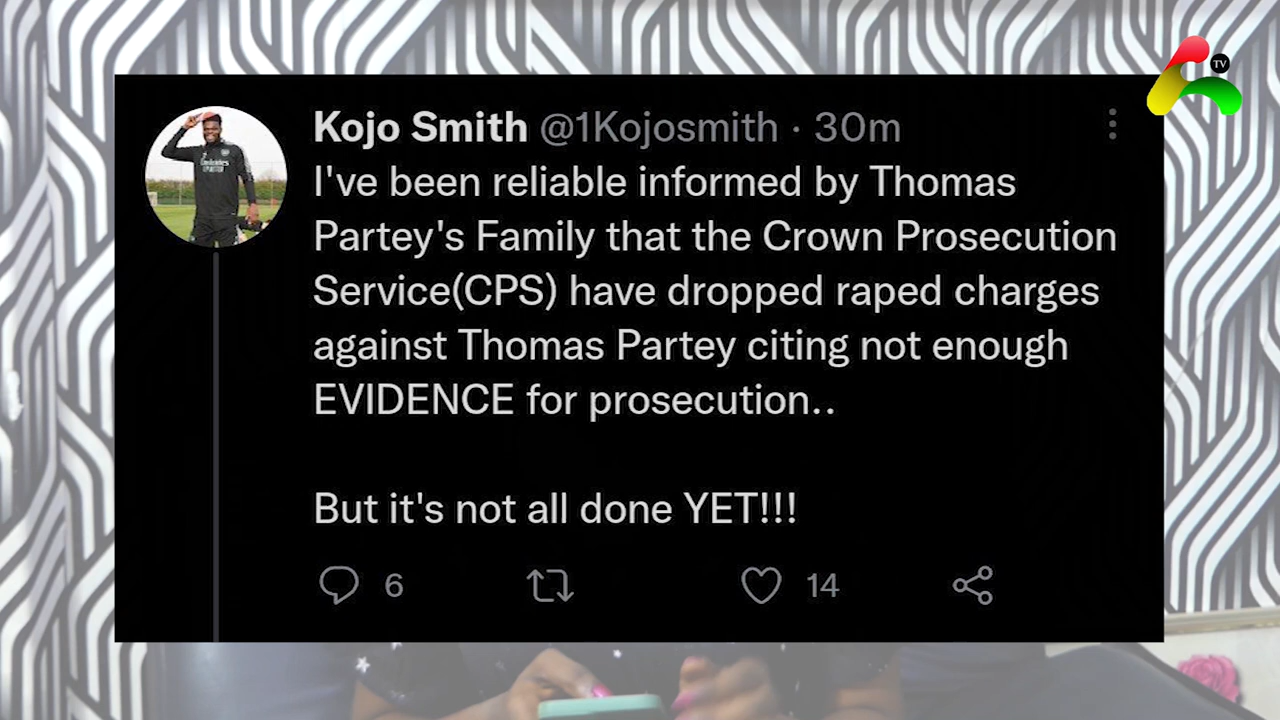 TV
Kojo Smith @1Kojosmith · 30m
I've been reliable informed by Thomas
Partey's Family that the Crown Prosecution
Service(CPS) have dropped raped charges
against Thomas Partey citing not enough
EVIDENCE for prosecution..
But it's not all done YET!!!
6
14